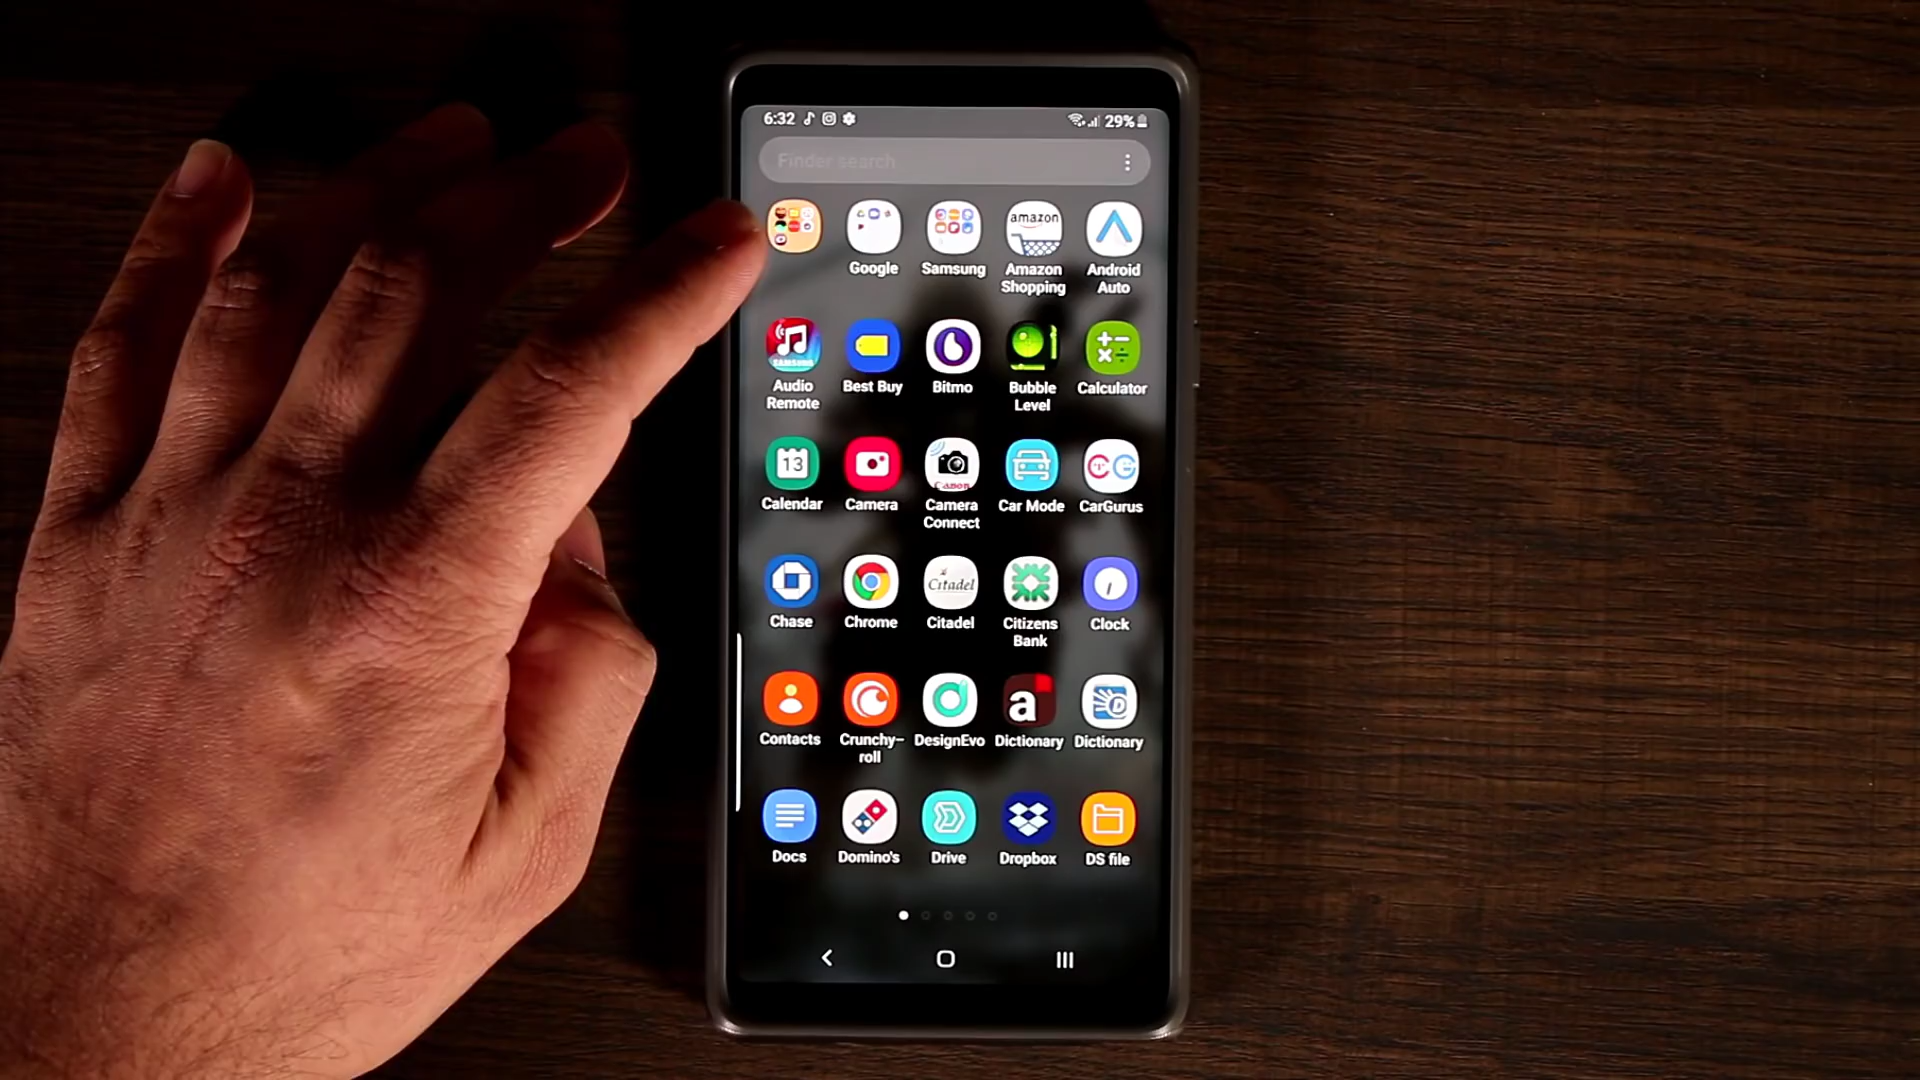 6:32 29%
Finder search
amazon
Google Samsung Amazon Android
Shopping Auto
SAMSUNG
Audio Best Buy Bitmo Bubble Calculator
Remote Level
13 Canon CG
Calendar Camera Camera Car Mode CarGurus
Connect
Citadel
Chase Chrome Citadel Citizens Clock
Bank
d a D
Contacts Crunchy- DesignEvo Dictionary Dictionary
roll
Docs Domino's Drive Dropbox DS file